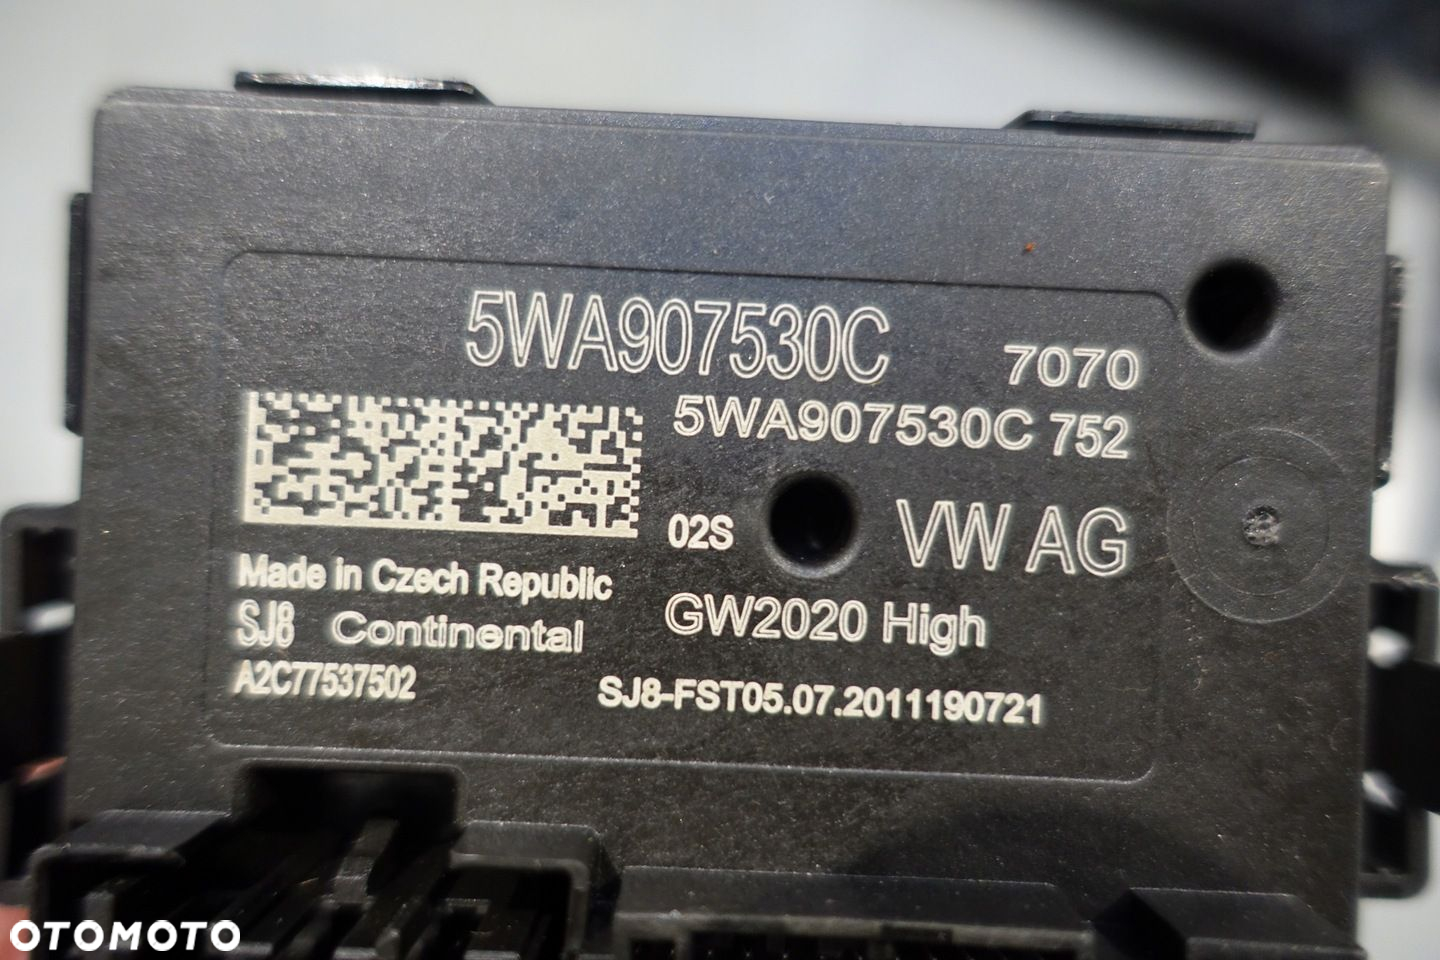 5WA907530C
7070
5WA907530C 752
02S
VW AG
Made in Czech Republic
GW2020 High
SJ8 Continental
A2C77537502
SJ8-FST05.07.2011190721
OTOMOTO